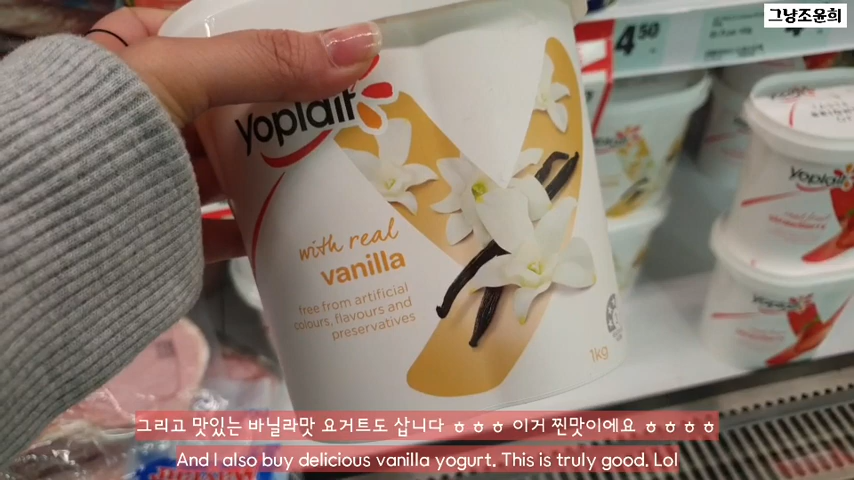 그냥조윤희
4.50
4
yoplait
with real
vanilla
free from artificial
colours, flavours and
preservatives
1kg
yoplait
strawberry
yoplait
그리고 맛있는 바닐라맛 요거트도 삽니다 ㅎㅎㅎ 이거 찐맛이에요 ㅎㅎㅎㅎ
And I also buy delicious vanilla yogurt. This is truly good. Lol